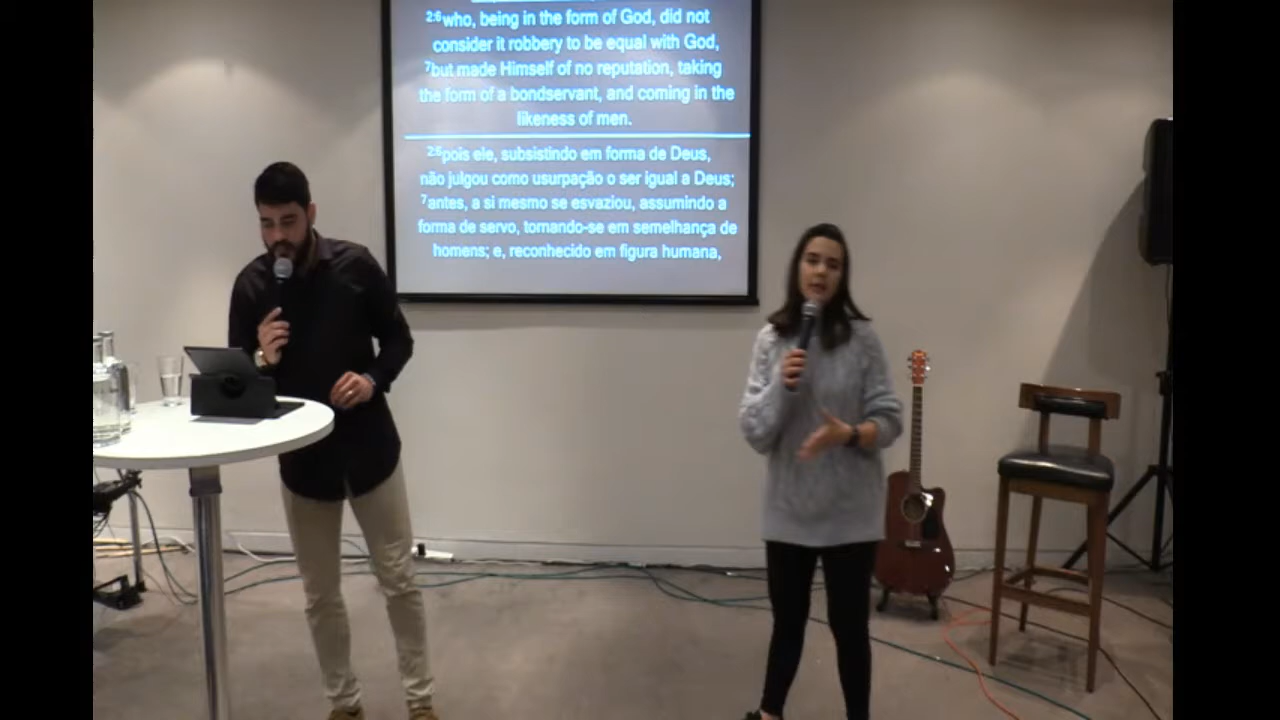 2:6who, being in the form of God, did not
consider it robbery to be equal with God,
7but made Himself of no reputation, taking
the form of a bondservant, and coming in the
likeness of men.
2:6pois ele, subsistindo em forma de Deus,
não julgou como usurpação o ser igual a Deus;
7antes, a si mesmo se esvaziou, assumindo a
forma de servo, tornando-se em semelhança de
homens; e, reconhecido em figura humana,